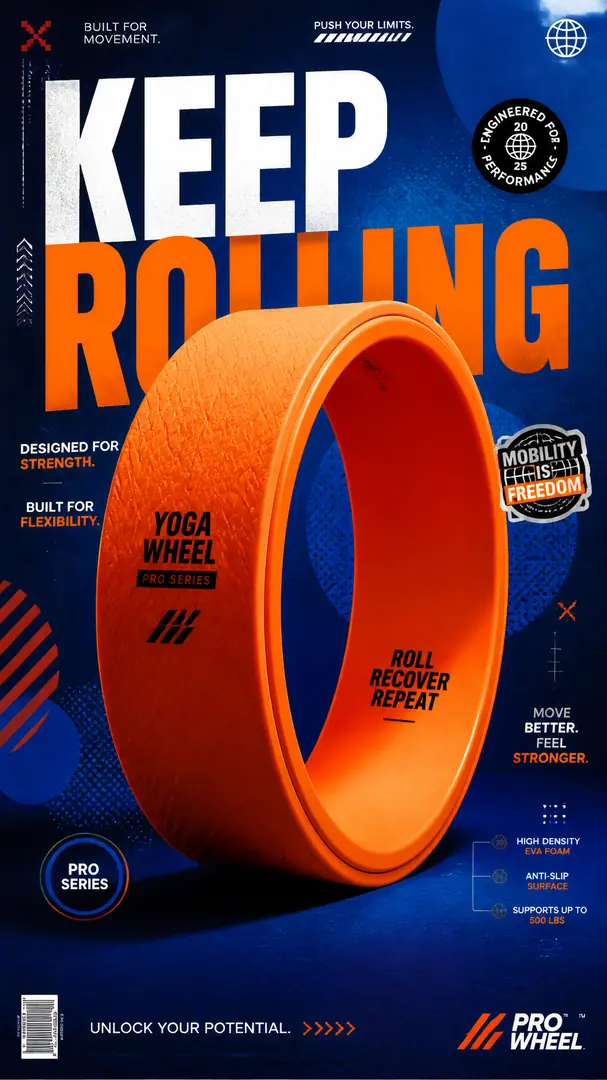 BUILT FOR
MOVEMENT.
PUSH YOUR LIMITS.
KEEP
ROLLING
ENGINEERED FOR
20
25
PERFORMANCE
DESIGNED FOR
STRENGTH.
BUILT FOR
FLEXIBILITY.
MOBILITY
IS
FREEDOM
YOGA
WHEEL
PRO SERIES
ROLL
RECOVER
REPEAT
MOVE
BETTER.
FEEL
STRONGER.
HIGH DENSITY
EVA FOAM
ANTI-SLIP
SURFACE
SUPPORTS UP TO
500 LBS
PRO
SERIES
UNLOCK YOUR POTENTIAL.
PRO™
WHEEL